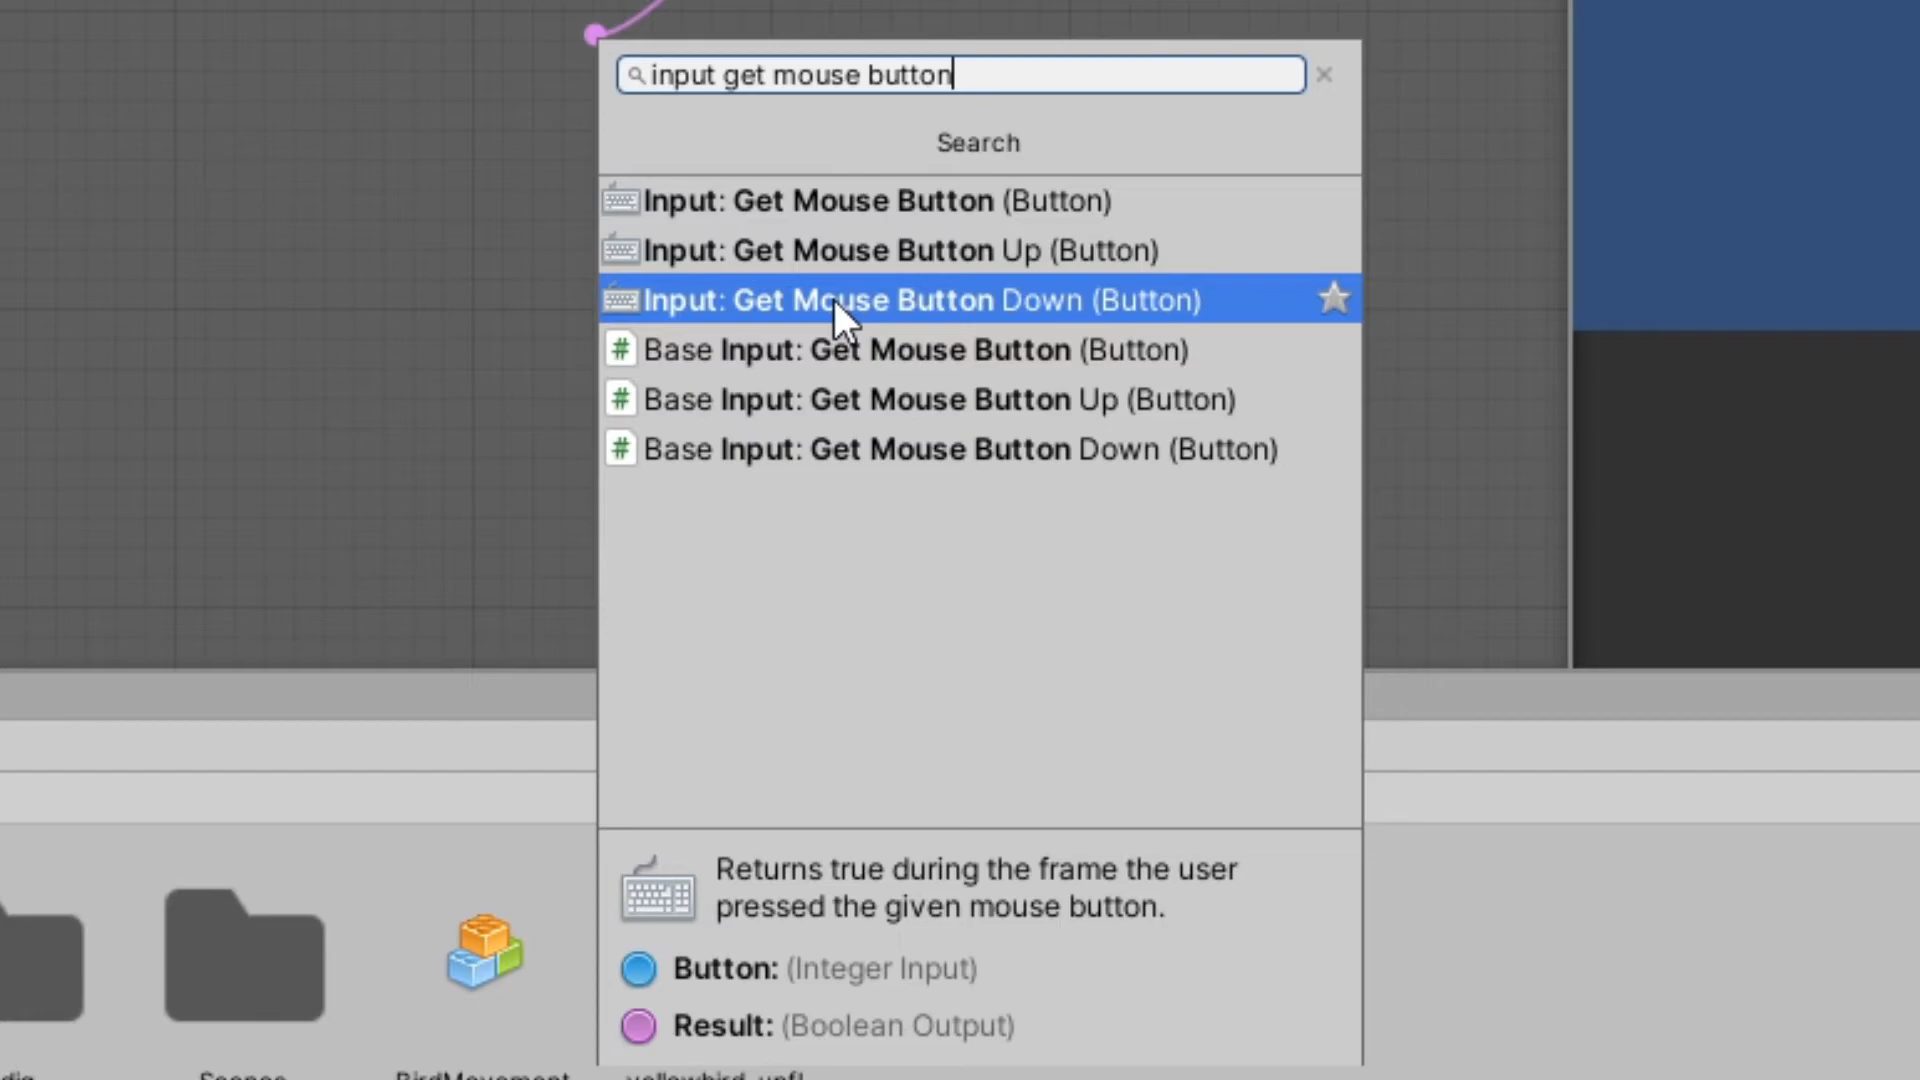 input get mouse button
Search
Input: Get Mouse Button (Button)
Input: Get Mouse Button Up (Button)
Input: Get Mouse Button Down (Button)
Base Input: Get Mouse Button (Button)
Base Input: Get Mouse Button Up (Button)
Base Input: Get Mouse Button Down (Button)
Returns true during the frame the user
pressed the given mouse button.
Button: (Integer Input)
Result: (Boolean Output)
Scenes BirdMovement